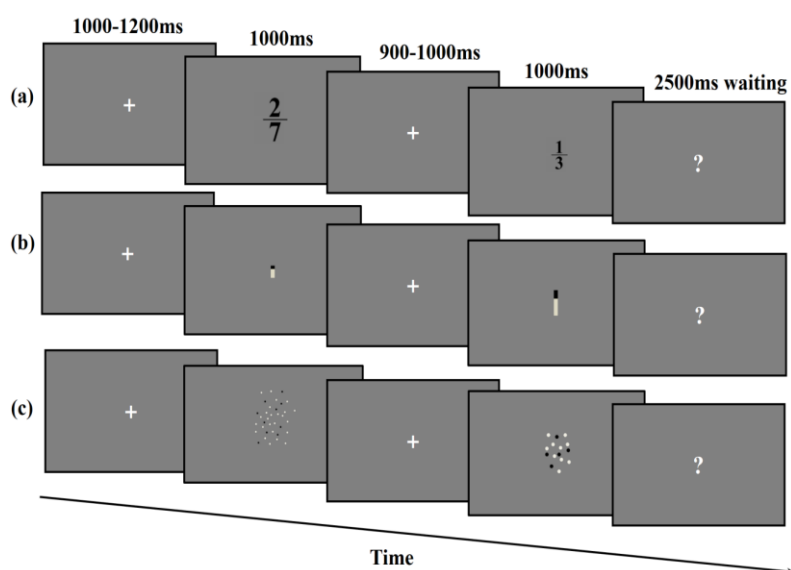 1000-1200ms
1000ms
900-1000ms
1000ms
2500ms waiting
(a)
+
2
7
+
1
3
?
(b)
+
+
?
(c)
+
+
?
Time